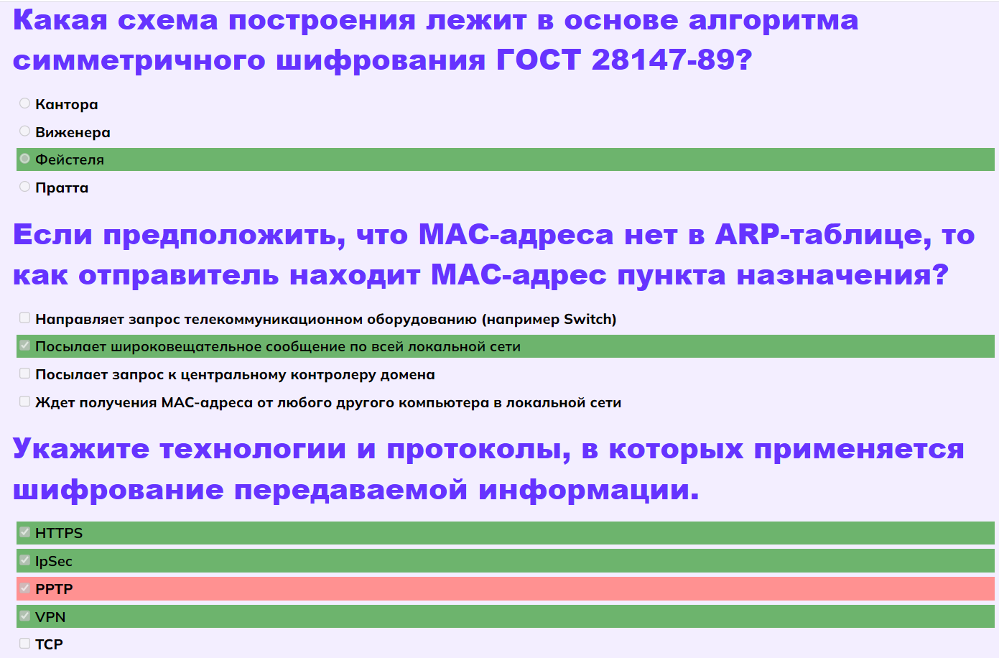 Какая схема построения лежит в основе алгоритма
симметричного шифрования ГОСТ 28147-89?
Кантора
Виженера
Фейстеля
Пратта
Если предположить, что MAC-адреса нет в ARP-таблице, то
как отправитель находит MAC-адрес пункта назначения?
Направляет запрос телекоммуникационном оборудованию (например Switch)
Посылает широковещательное сообщение по всей локальной сети
Посылает запрос к центральному контролеру домена
Ждет получения MAC-адреса от любого другого компьютера в локальной сети
Укажите технологии и протоколы, в которых применяется
шифрование передаваемой информации.
HTTPS
IpSec
PPTP
VPN
TCP